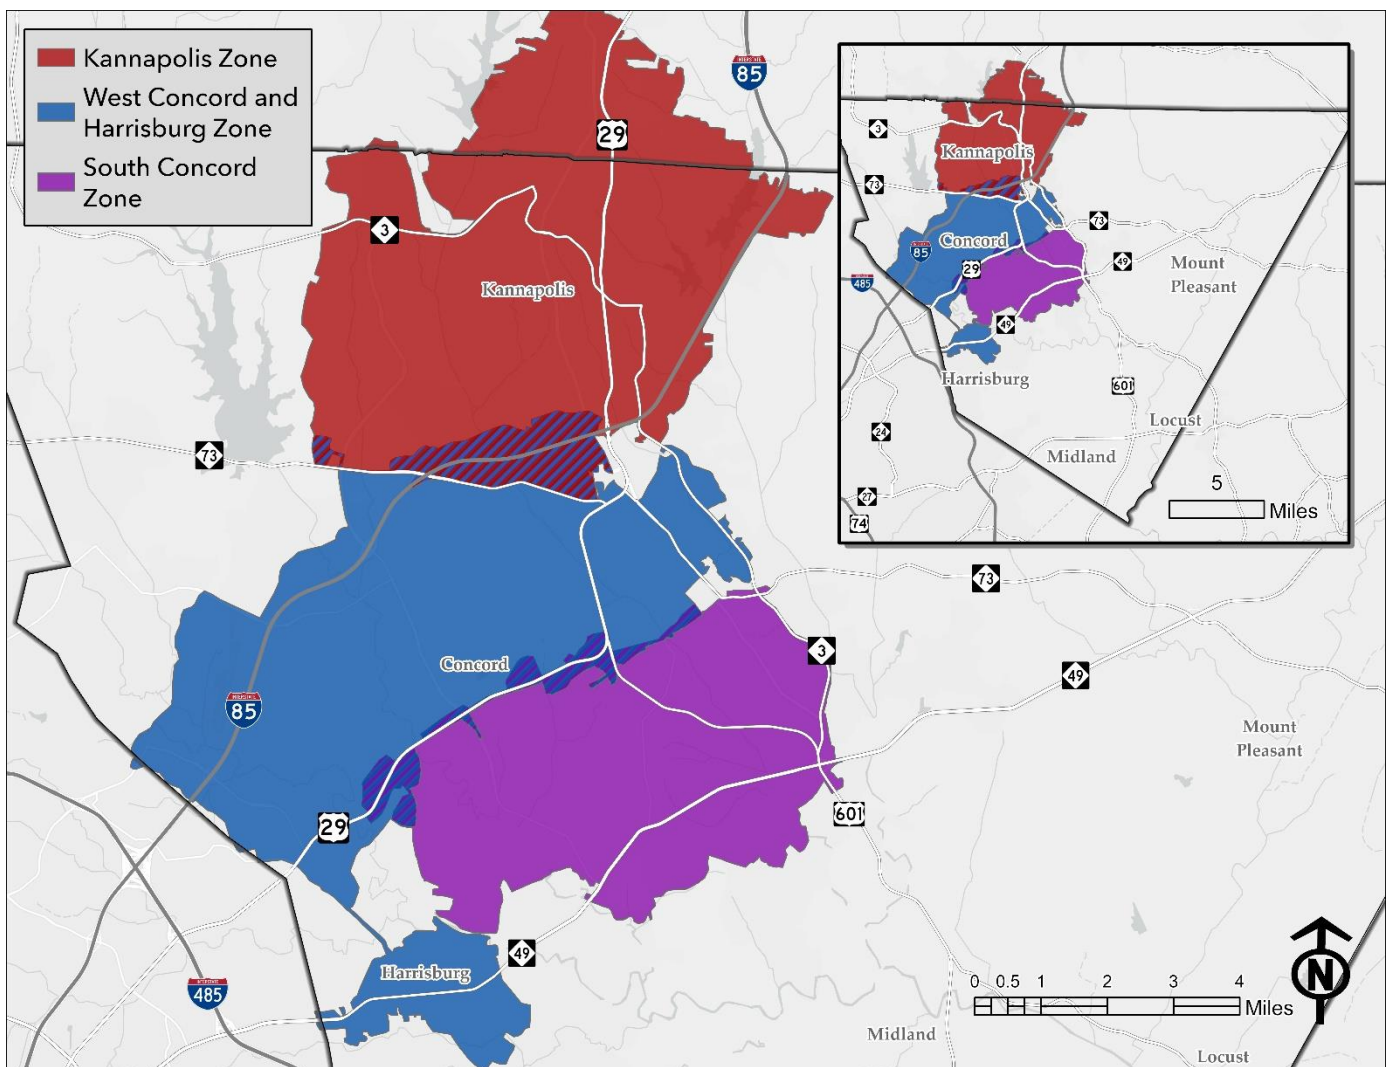 Kannapolis Zone
West Concord and
Harrisburg Zone
South Concord
Zone
INTERSTATE
85
29
3
Kannapolis
73
73
3
Concord
49
INTERSTATE
85
Mount
Pleasant
29
601
49
Harrisburg
INTERSTATE
485
Midland
Locust
0 0.5 1 2 3 4
Miles
N
3
Kannapolis
73
73
Concord
85
49
29
Mount
Pleasant
485
49
Harrisburg
601
24
Locust
Midland
27
74
5
Miles